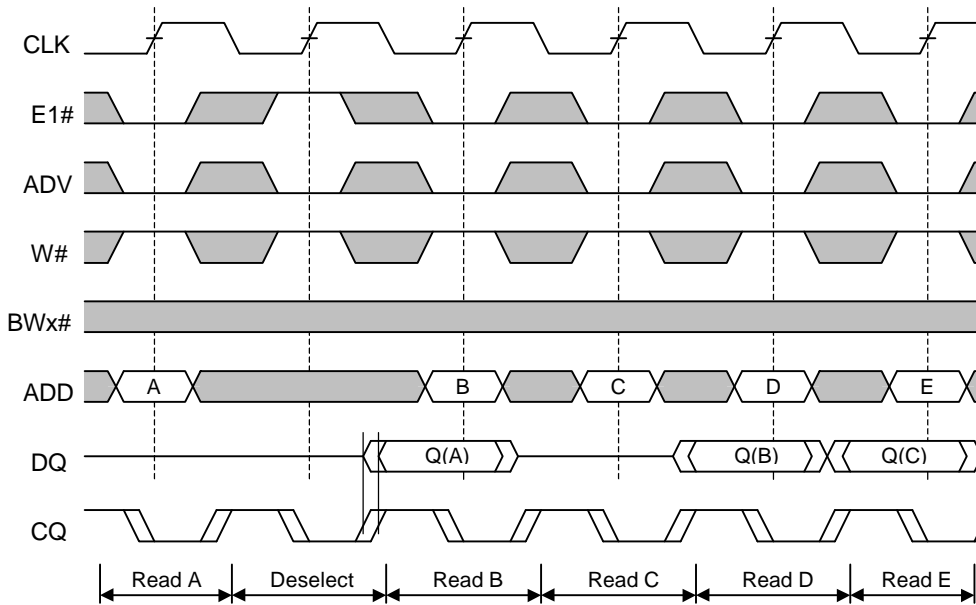 CLK
E1#
ADV
W#
BWx#
ADD A B C D E
DQ Q(A) Q(B) Q(C)
CQ
Read A Deselect Read B Read C Read D Read E